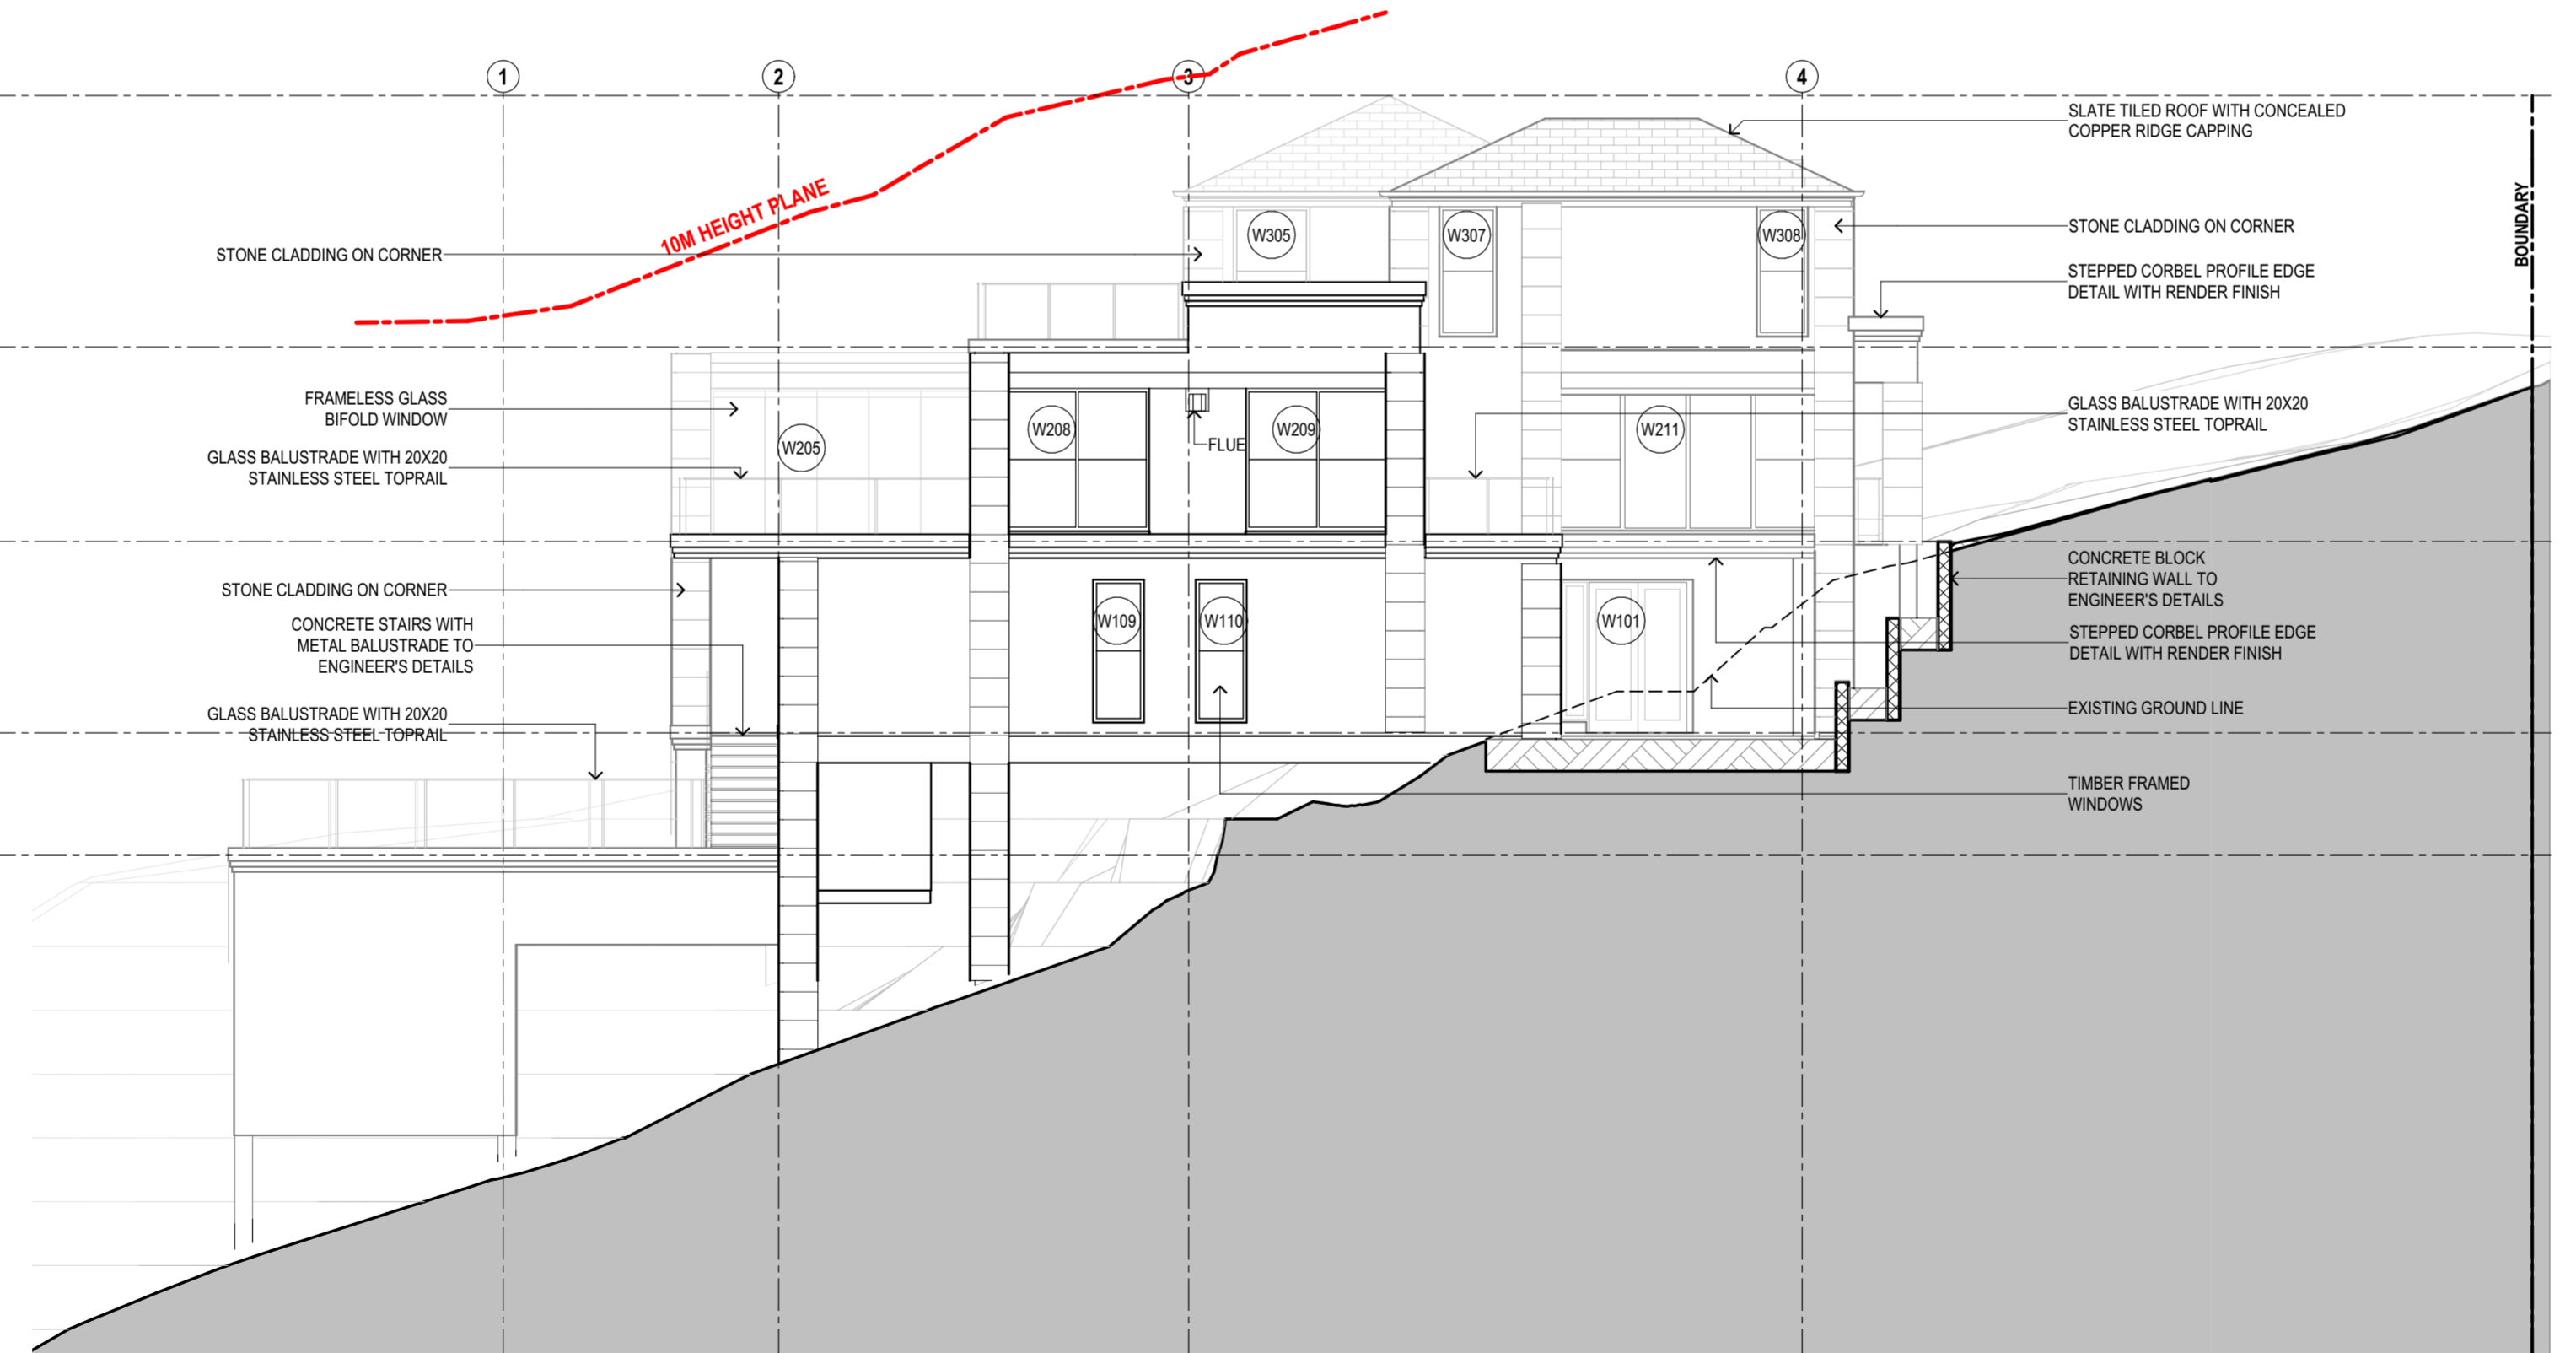 1
2
3
4
SLATE TILED ROOF WITH CONCEALED
COPPER RIDGE CAPPING
10M HEIGHT PLANE
BOUNDARY
STONE CLADDING ON CORNER
W305
W307
W308
STONE CLADDING ON CORNER
STEPPED CORBEL PROFILE EDGE
DETAIL WITH RENDER FINISH
FRAMELESS GLASS
BIFOLD WINDOW
GLASS BALUSTRADE WITH 20X20
STAINLESS STEEL TOPRAIL
W205
W208
FLUE
W209
W211
GLASS BALUSTRADE WITH 20X20
STAINLESS STEEL TOPRAIL
STONE CLADDING ON CORNER
CONCRETE STAIRS WITH
METAL BALUSTRADE TO
ENGINEER'S DETAILS
GLASS BALUSTRADE WITH 20X20
STAINLESS STEEL TOPRAIL
W109
W110
W101
CONCRETE BLOCK
RETAINING WALL TO
ENGINEER'S DETAILS
STEPPED CORBEL PROFILE EDGE
DETAIL WITH RENDER FINISH
EXISTING GROUND LINE
TIMBER FRAMED
WINDOWS